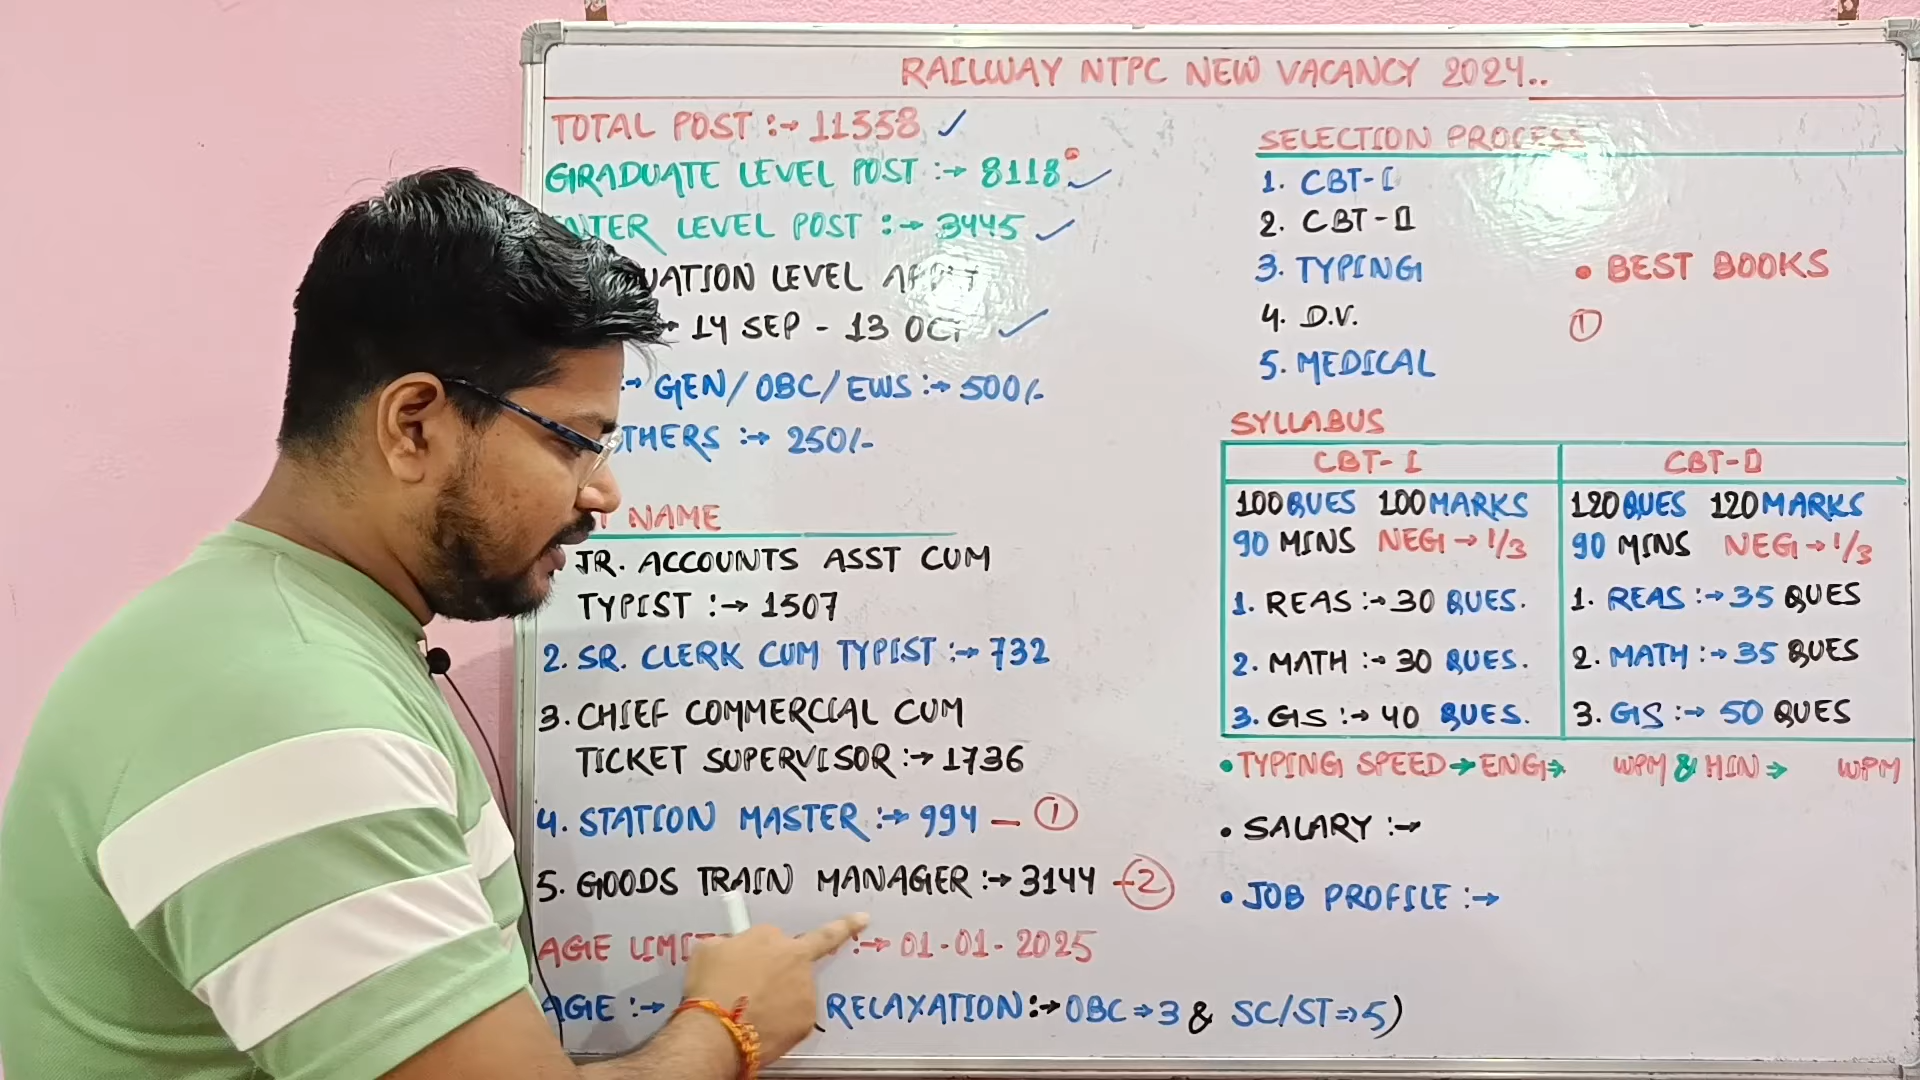 RAILWAY NTPC NEW VACANCY 2024..
TOTAL POST :→ 11558 ✓
GRADUATE LEVEL POST :→ 8118 ✓
LEVEL POST :→ 3445 ✓
LEVEL
14 SEP - 13 OCT ✓
:→ GEN/OBC/EWS :→ 500/-
:→ 250/-
NAME
JR. ACCOUNTS ASST CUM
TYPIST :→ 1507
2. SR. CLERK CUM TYPIST :→ 732
3. CHIEF COMMERCIAL CUM
TICKET SUPERVISOR :→ 1736
4. STATION MASTER :→ 994 — ①
5. GOODS TRAIN MANAGER :→ 3144 — ②
AGE :→ 01-01-2025
AGE :→ (RELAXATION :→ OBC ⇒ 3 & SC/ST ⇒ 5)
SELECTION PROCESS
1. CBT-I
2. CBT-II
3. TYPING
4. D.V.
5. MEDICAL
• BEST BOOKS
①
SYLLABUS
CBT-I
100 QUES 100 MARKS
90 MINS NEG → 1/3
1. REAS :→ 30 QUES.
2. MATH :→ 30 QUES.
3. GS :→ 40 QUES.
CBT-II
120 QUES 120 MARKS
90 MINS NEG → 1/3
1. REAS :→ 35 QUES
2. MATH :→ 35 QUES
3. GS :→ 50 QUES
• TYPING SPEED → ENG → WPM & HIN → WPM
• SALARY :→
• JOB PROFILE :→